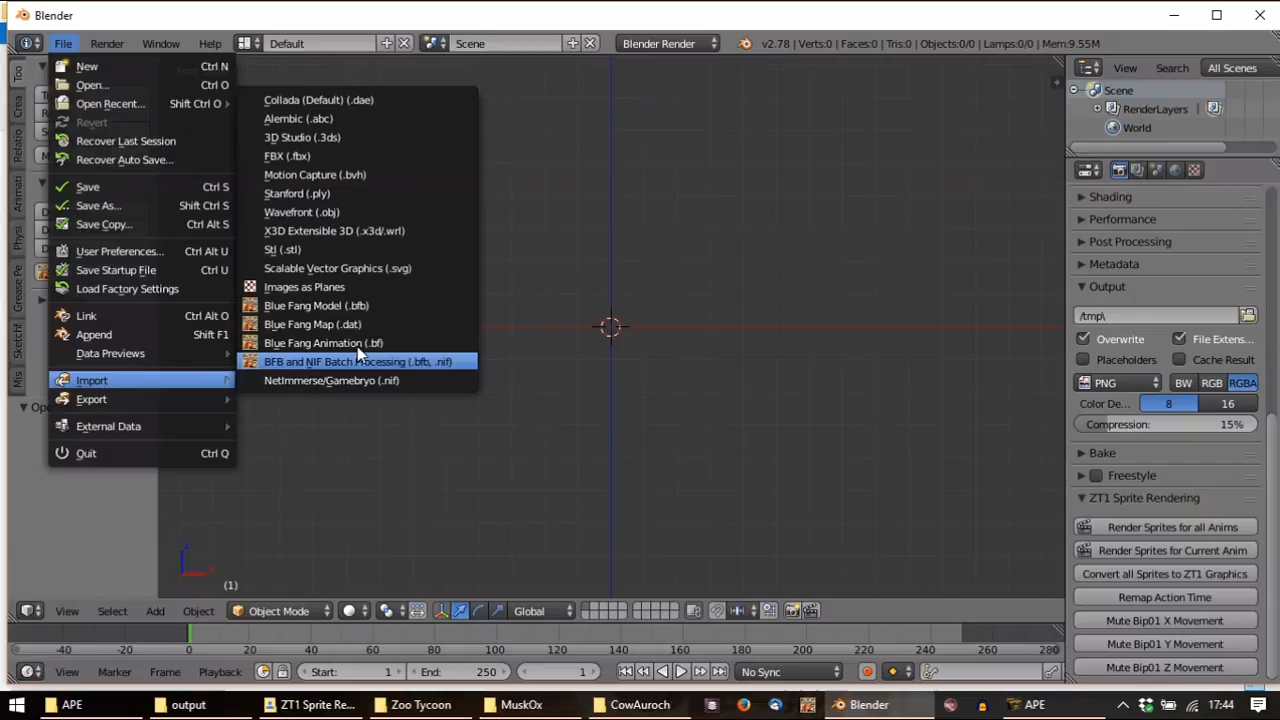 Blender
File Render Window Help Default Scene Blender Render v2.78 | Verts:0 | Faces:0 | Tris:0 | Objects:0/0 | Lamps:0/0 | Mem:9.55M
New Ctrl N
Open... Ctrl O
Open Recent... Shift Ctrl O
Revert
Recover Last Session
Recover Auto Save...
Save Ctrl S
Save As... Shift Ctrl S
Save Copy... Ctrl Alt S
User Preferences... Ctrl Alt U
Save Startup File Ctrl U
Load Factory Settings
Link Ctrl Alt O
Append Shift F1
Data Previews
Import
Export
External Data
Quit Ctrl Q
Collada (Default) (.dae)
Alembic (.abc)
3D Studio (.3ds)
FBX (.fbx)
Motion Capture (.bvh)
Stanford (.ply)
Wavefront (.obj)
X3D Extensible 3D (.x3d/.wrl)
Stl (.stl)
Scalable Vector Graphics (.svg)
Images as Planes
Blue Fang Model (.bfb)
Blue Fang Map (.dat)
Blue Fang Animation (.bf)
BFB and NIF Batch Processing (.bfb, .nif)
NetImmerse/Gamebryo (.nif)
Too
Crea
Relatio
Animati
Physi
Grease Pe
Sketchf
Mis
(1)
View Search All Scenes
Scene
RenderLayers
World
Shading
Performance
Post Processing
Metadata
Output
/tmp\
Overwrite File Extens...
Placeholders Cache Result
PNG BW RGB RGBA
Color De... 8 16
Compression: 15%
Bake
Freestyle
ZT1 Sprite Rendering
Render Sprites for all Anims
Render Sprites for Current Anim
Convert all Sprites to ZT1 Graphics
Remap Action Time
Mute Bip01 X Movement
Mute Bip01 Y Movement
Mute Bip01 Z Movement
View Select Add Object Object Mode Global
-40 -20 0 20 40 60 80 100 120 140 160 180 200 220 240 260 280
View Marker Frame Playback Start: 1 End: 250 1 No Sync
APE output ZT1 Sprite Re... Zoo Tycoon MuskOx CowAuroch Blender APE 17:44